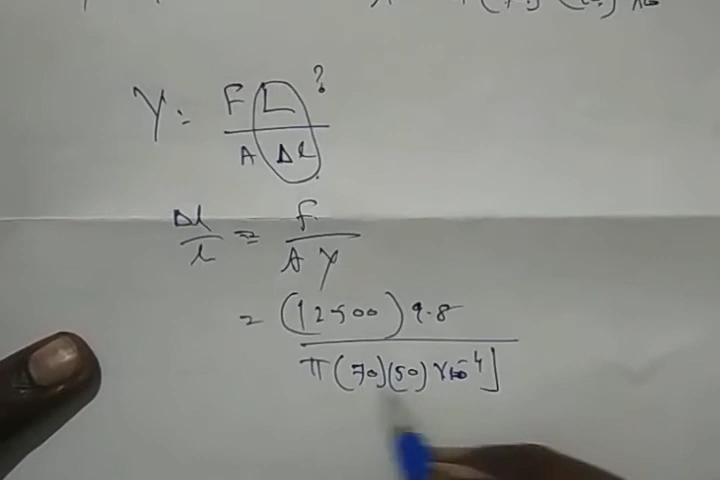 Y = F L ?
A Δl
Δl / l = F / A Y
= (12500) 9.8
π (70)(50) × 10⁻⁴ ]